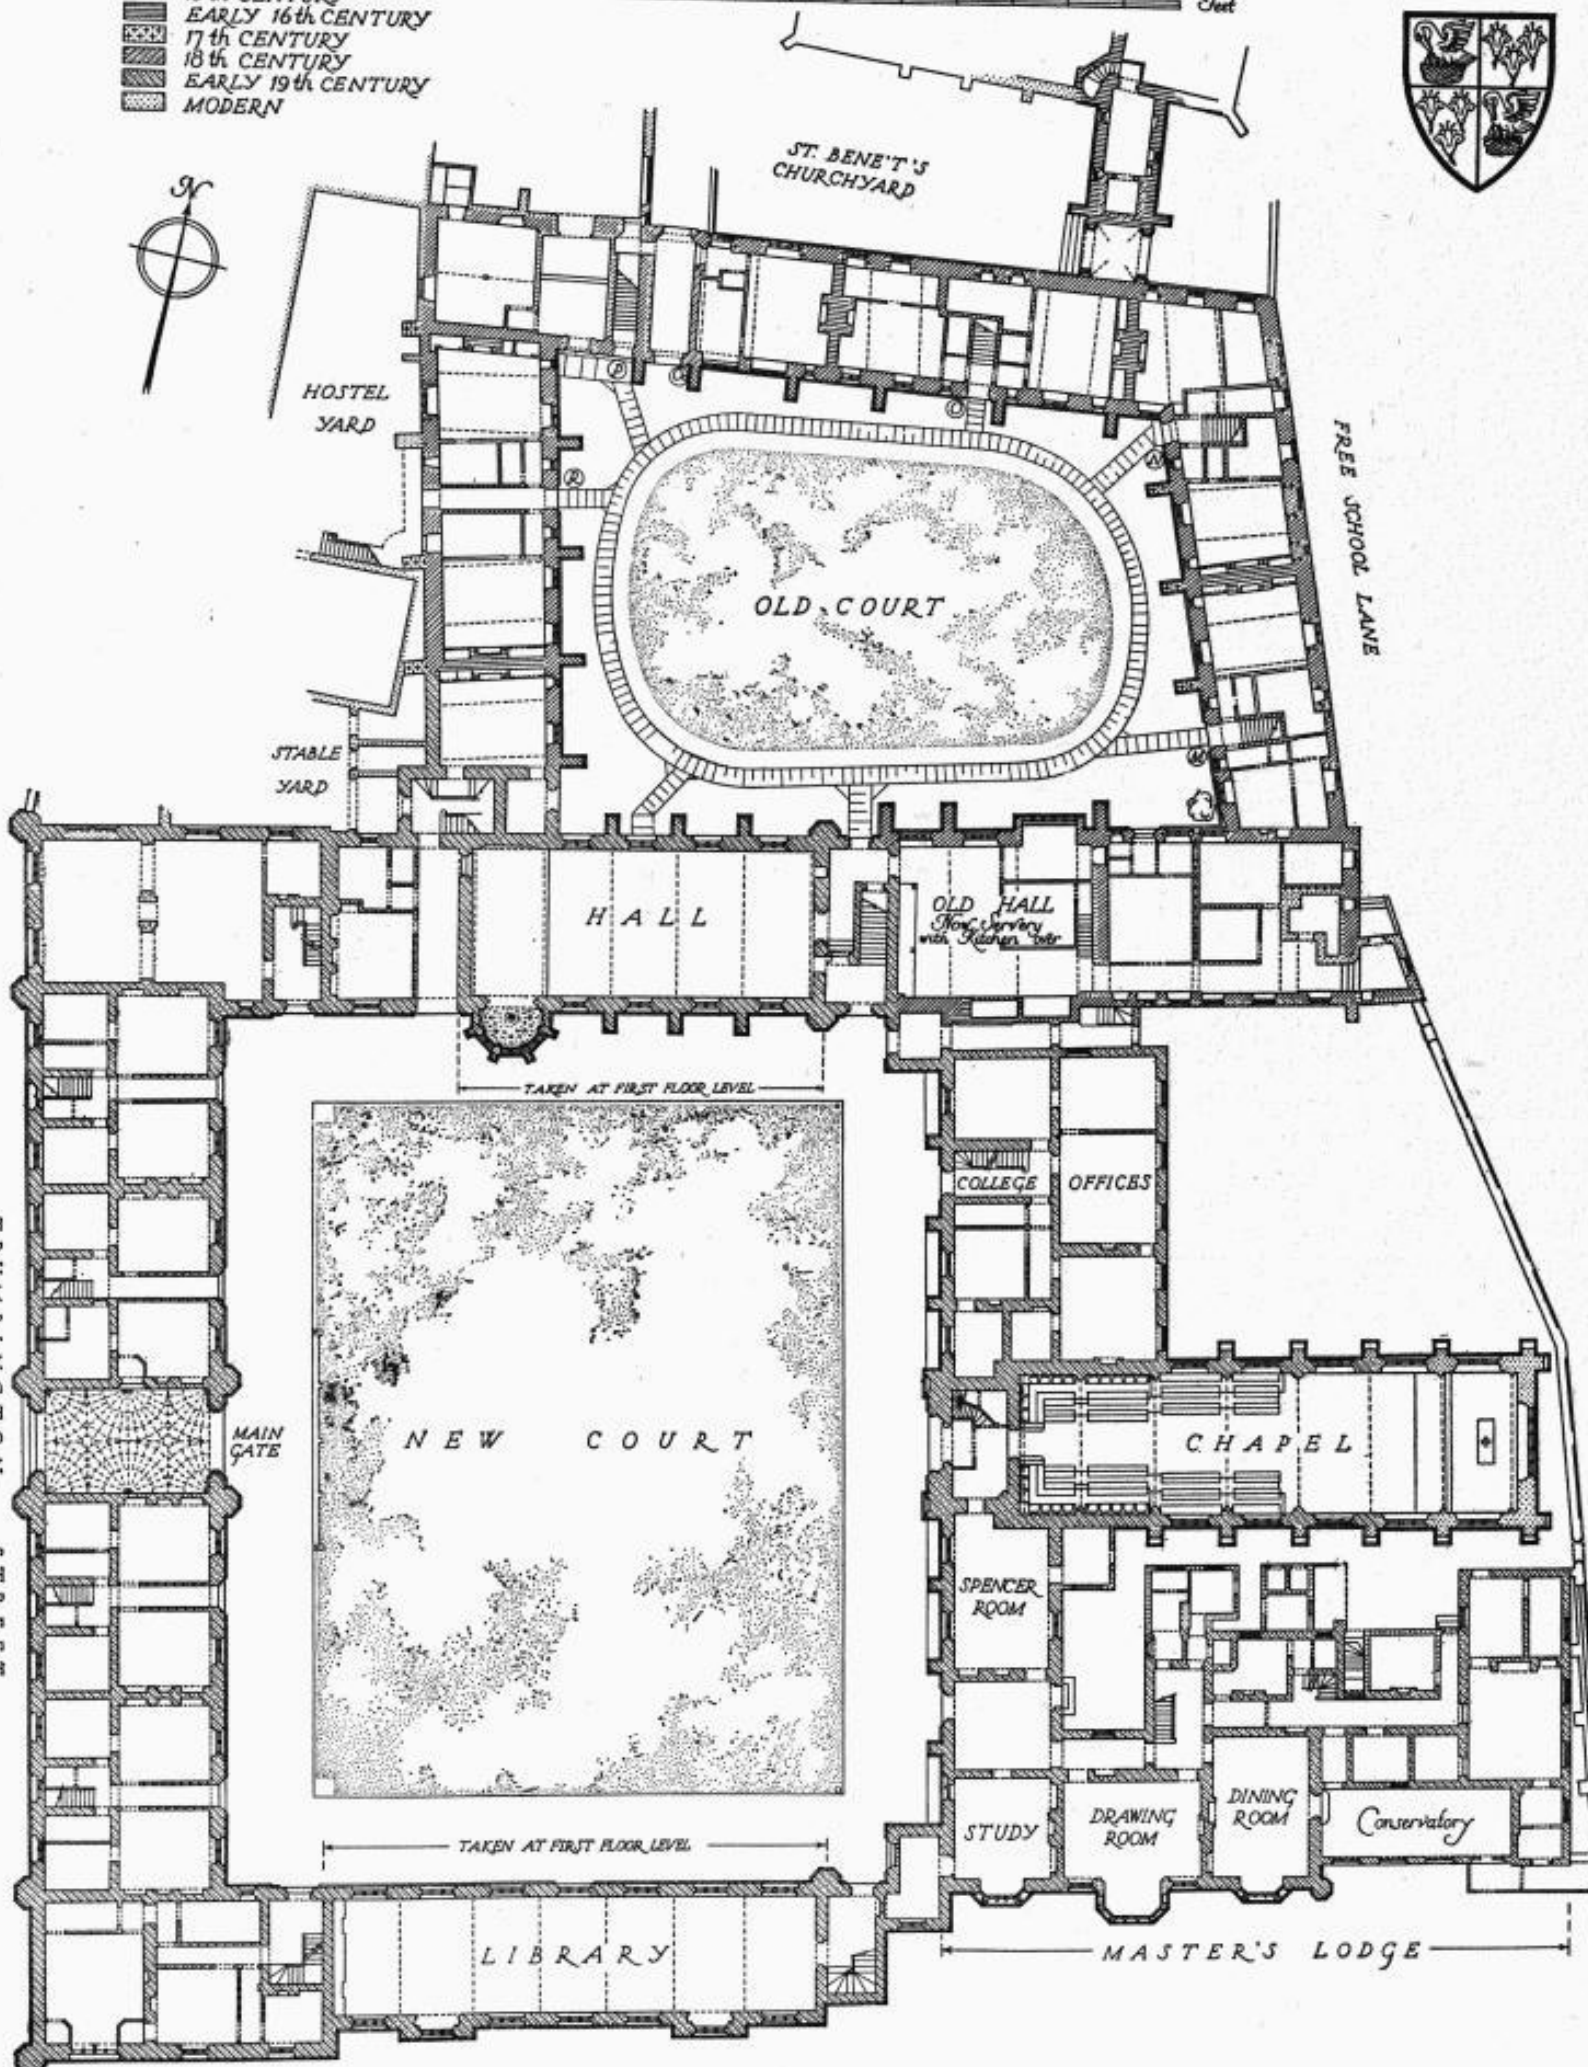 EARLY 16th CENTURY
17th CENTURY
18th CENTURY
EARLY 19th CENTURY
MODERN
Feet
N
ST. BENE'T'S
CHURCHYARD
HOSTEL
YARD
P
O
R
N
FREE SCHOOL LANE
OLD COURT
STABLE
YARD
M
HALL
OLD HALL
Now Servery
with Kitchen over
TAKEN AT FIRST FLOOR LEVEL
COLLEGE OFFICES
MAIN
GATE
NEW COURT
CHAPEL
SPENCER
ROOM
STUDY
DRAWING
ROOM
DINING
ROOM
Conservatory
TAKEN AT FIRST FLOOR LEVEL
LIBRARY
MASTER'S LODGE